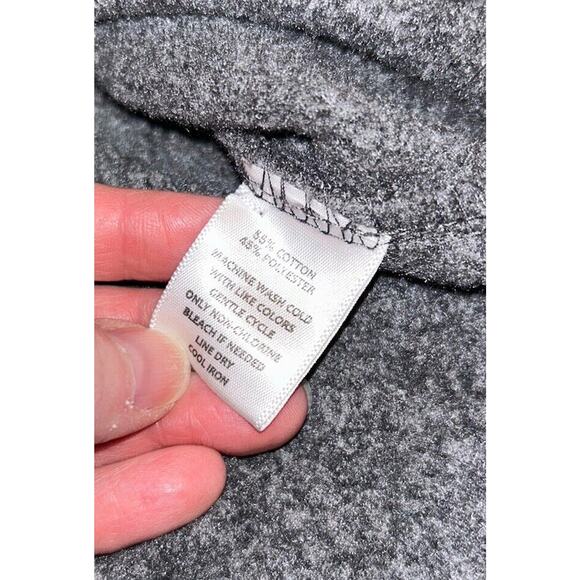 55% COTTON
45% POLYESTER
MACHINE WASH COLD
WITH LIKE COLORS
GENTLE CYCLE
ONLY NON-CHLORINE
BLEACH IF NEEDED
LINE DRY
COOL IRON